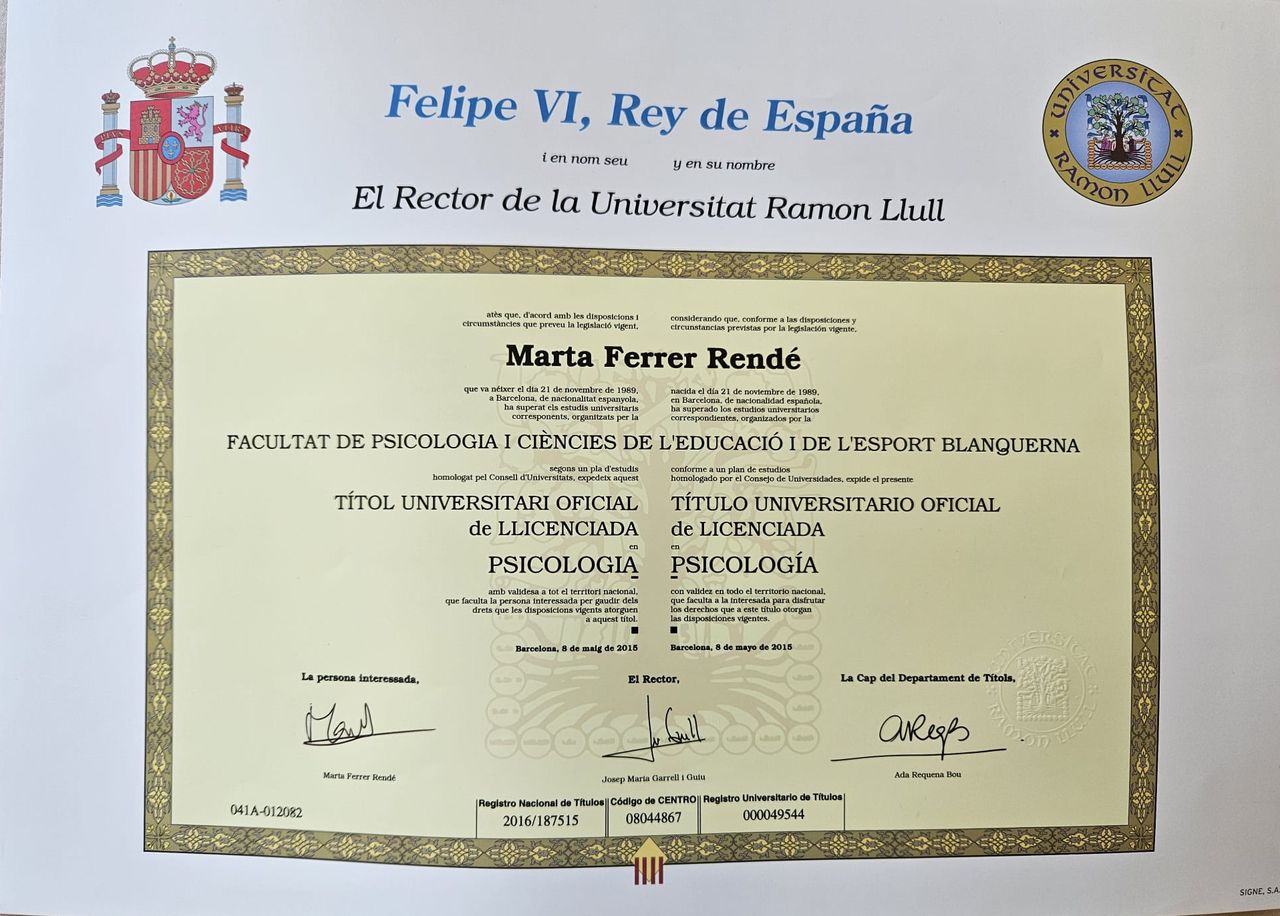 PLUS VLTRA
Felipe VI, Rey de España
UNIVERSITAT RAMON LLULL
i en nom seu y en su nombre
El Rector de la Universitat Ramon Llull
atès que, d'acord amb les disposicions i
circumstàncies que preveu la legislació vigent,
considerando que, conforme a las disposiciones y
circunstancias previstas por la legislación vigente,
Marta Ferrer Rendé
que va néixer el dia 21 de novembre de 1989,
a Barcelona, de nacionalitat espanyola,
ha superat els estudis universitaris
corresponents, organitzats per la
nacida el día 21 de noviembre de 1989,
en Barcelona, de nacionalidad española,
ha superado los estudios universitarios
correspondientes, organizados por la
FACULTAT DE PSICOLOGIA I CIÈNCIES DE L'EDUCACIÓ I DE L'ESPORT BLANQUERNA
segons un pla d'estudis
homologat pel Consell d'Universitats, expedeix aquest
conforme a un plan de estudios
homologado por el Consejo de Universidades, expide el presente
TÍTOL UNIVERSITARI OFICIAL
de LLICENCIADA
en
PSICOLOGIA
TÍTULO UNIVERSITARIO OFICIAL
de LICENCIADA
en
PSICOLOGÍA
amb validesa a tot el territori nacional,
que faculta la persona interessada per gaudir dels
drets que les disposicions vigents atorguen
a aquest títol.
con validez en todo el territorio nacional,
que faculta a la interesada para disfrutar
los derechos que a este título otorgan
las disposiciones vigentes.
Barcelona, 8 de maig de 2015
Barcelona, 8 de mayo de 2015
La persona interessada,
El Rector,
La Cap del Departament de Títols,
UNIVERSITAT RAMON LLULL
Marta Ferrer Rendé
Josep Maria Garrell i Guiu
Ada Requena Bou
041A-012082
Registro Nacional de Títulos
2016/187515
Código de CENTRO
08044867
Registro Universitario de Títulos
000049544
SIGNE, S.A.